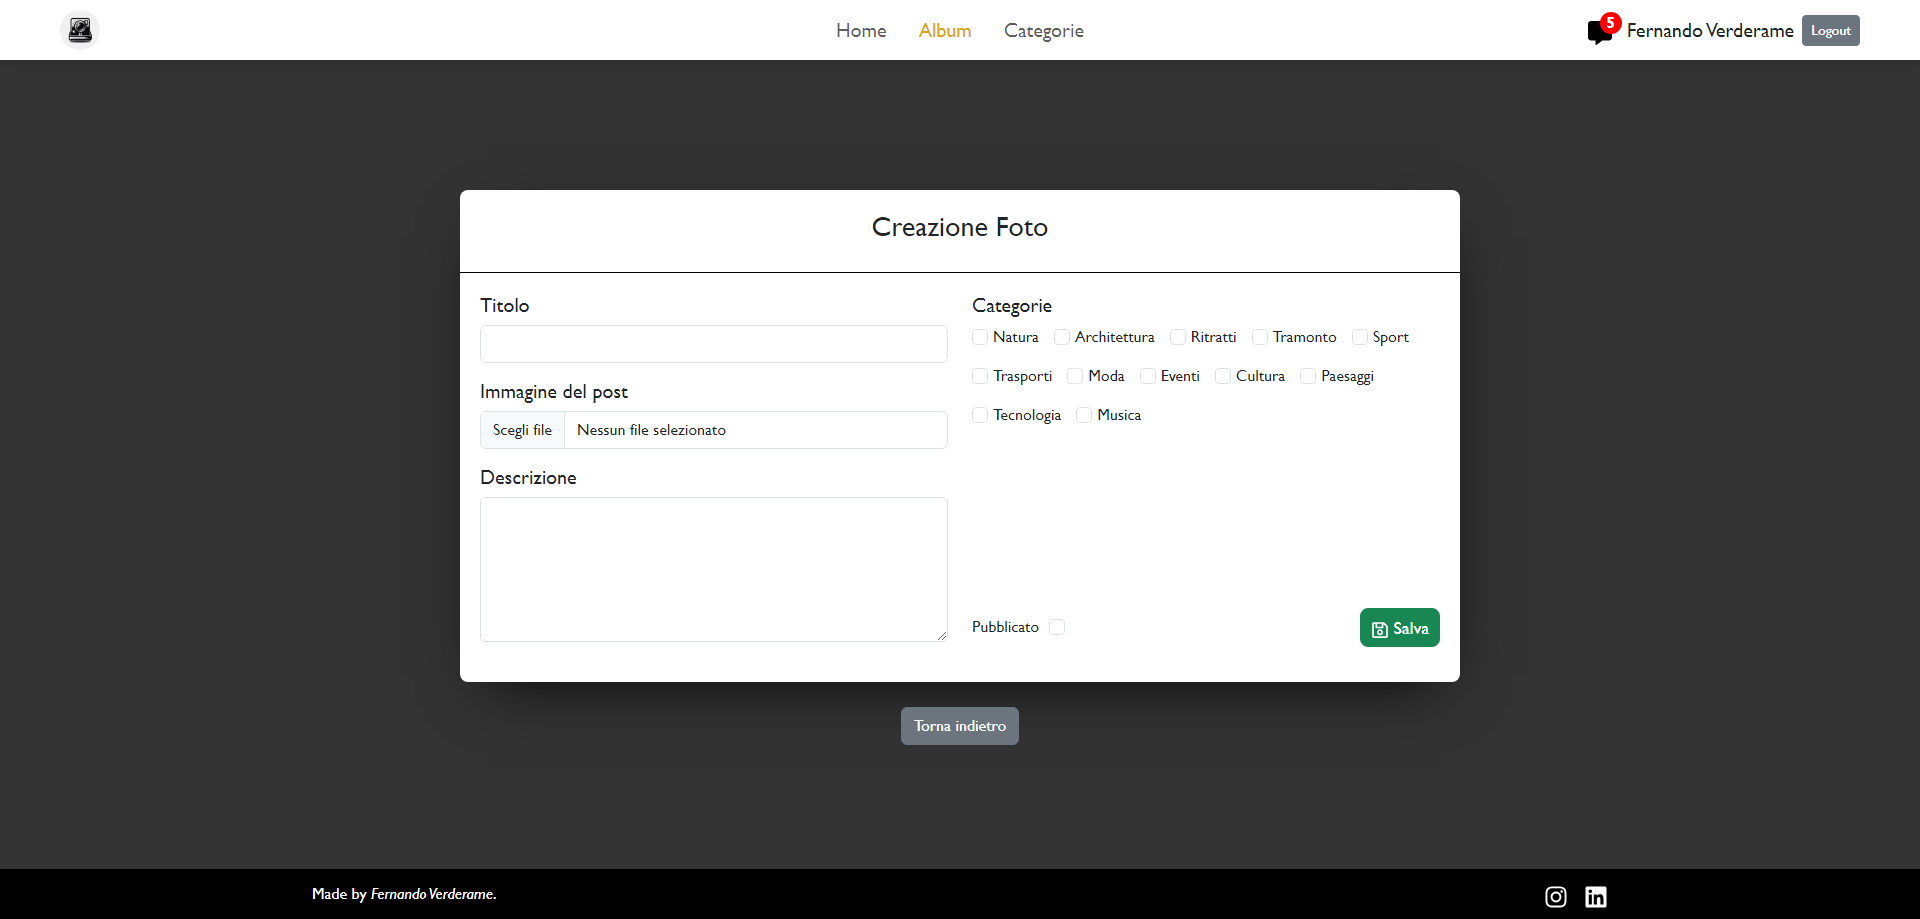 Home Album Categorie 5 Fernando Verderame Logout
Creazione Foto
Titolo
Immagine del post
Scegli file Nessun file selezionato
Descrizione
Categorie
Natura Architettura Ritratti Tramonto Sport
Trasporti Moda Eventi Cultura Paesaggi
Tecnologia Musica
Pubblicato Salva
Torna indietro
Made by Fernando Verderame.